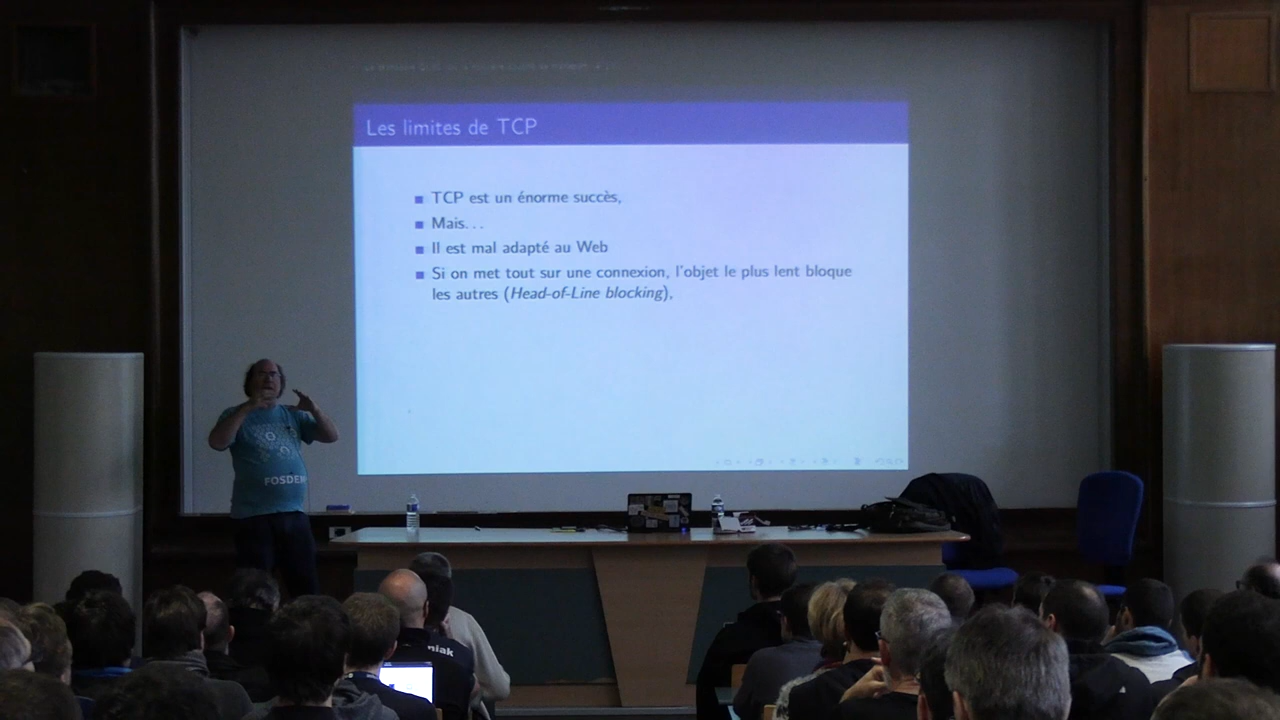 Les limites de TCP
TCP est un énorme succès,
Mais...
Il est mal adapté au Web
Si on met tout sur une connexion, l'objet le plus lent bloque
les autres (Head-of-Line blocking),
FOSDEM
niak